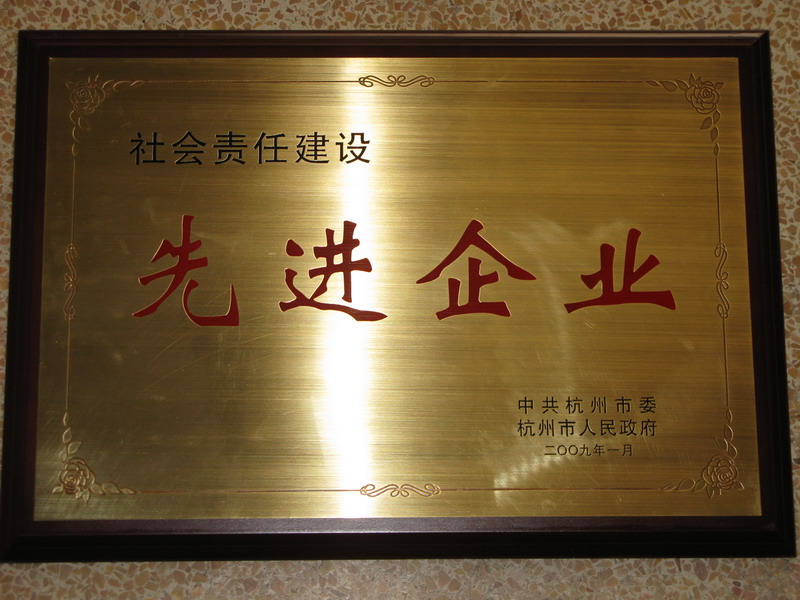 社会责任建设
先进企业
中共杭州市委
杭州市人民政府
二〇〇九年一月